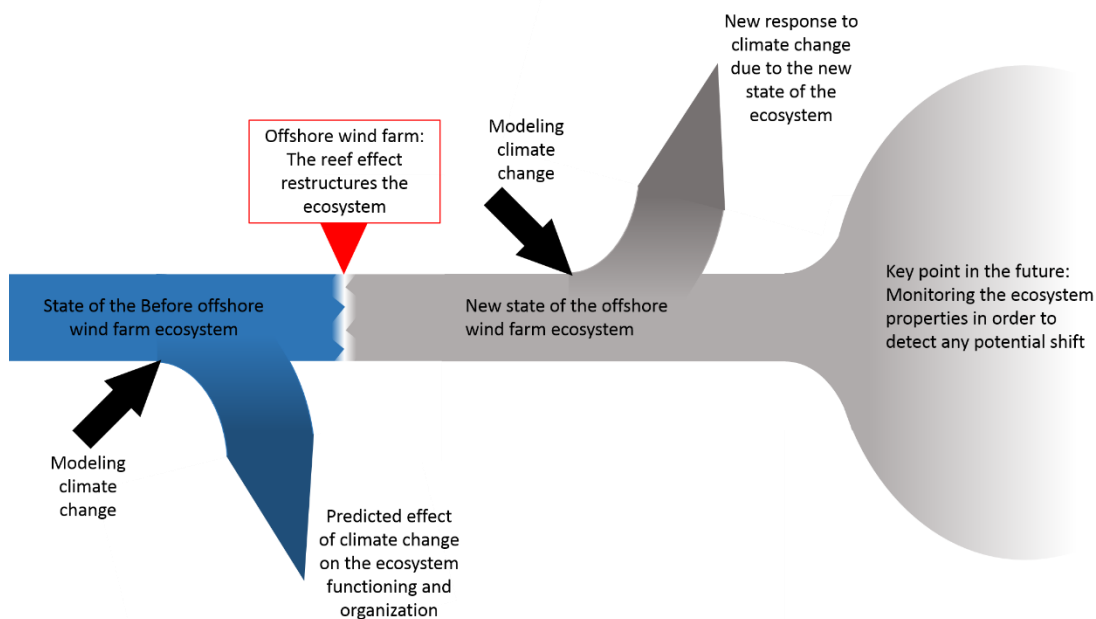 New response to
climate change
due to the new
state of the
ecosystem
Offshore wind farm:
The reef effect
restructures the
ecosystem
Modeling
climate
change
State of the Before offshore
wind farm ecosystem
New state of the offshore
wind farm ecosystem
Key point in the future:
Monitoring the ecosystem
properties in order to
detect any potential shift
Modeling
climate
change
Predicted effect
of climate change
on the ecosystem
functioning and
organization